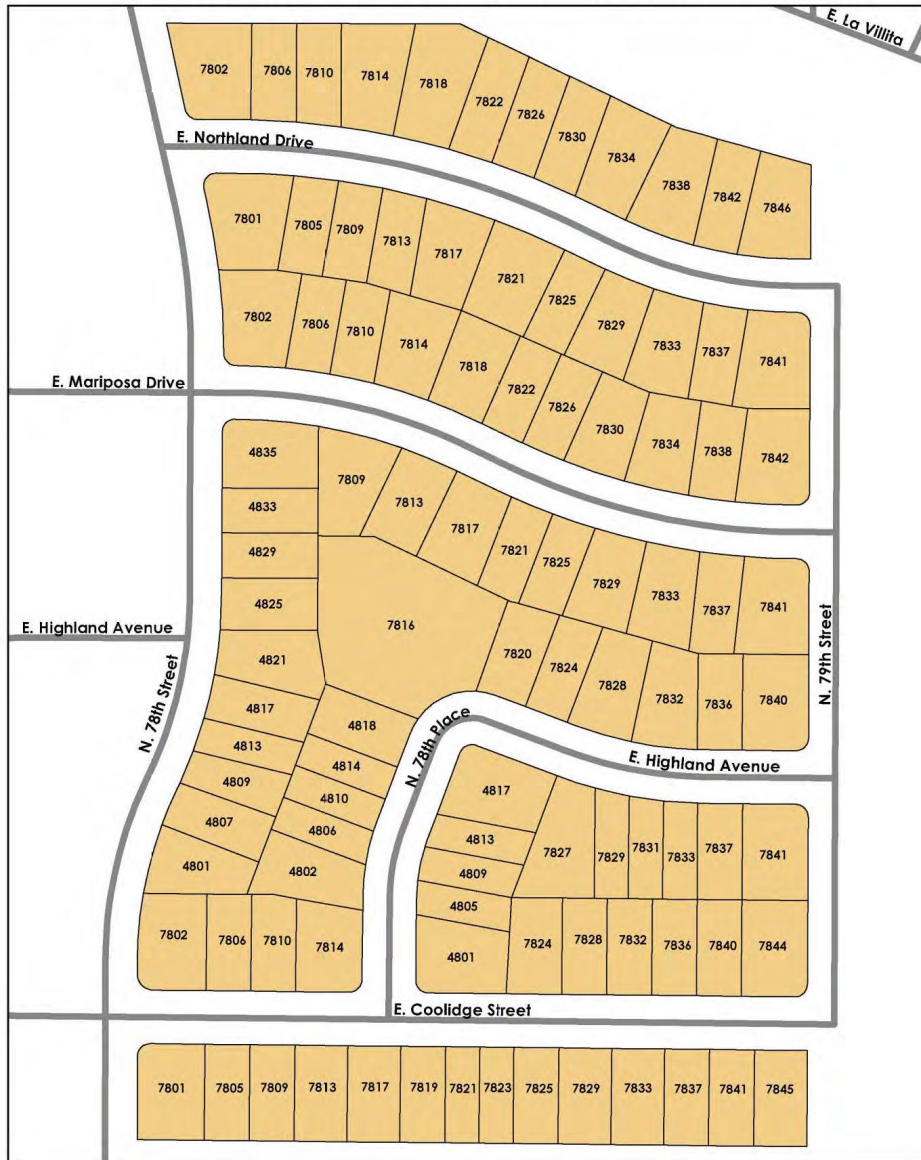 E. La Villita
7802 7806 7810 7814 7818 7822 7826 7830 7834 7838 7842 7846
E. Northland Drive
7801 7805 7809 7813 7817 7821 7825 7829 7833 7837 7841
7802 7806 7810 7814 7818 7822 7826 7830 7834 7838 7842
E. Mariposa Drive
4835 7809 7813 7817 7821 7825 7829 7833 7837 7841
4833
4829
4825
7816 7820 7824 7828 7832 7836 7840
E. Highland Avenue
N. 78th Street
N. 79th Street
4821
4817
4813
4809
4807
4801
4818
4814
4810
4806
4802
N. 78th Place
E. Highland Avenue
4817
4813
4809
4805
4801
7827 7829 7831 7833 7837 7841
7824 7828 7832 7836 7840 7844
7802 7806 7810 7814
E. Coolidge Street
7801 7805 7809 7813 7817 7819 7821 7823 7825 7829 7833 7837 7841 7845